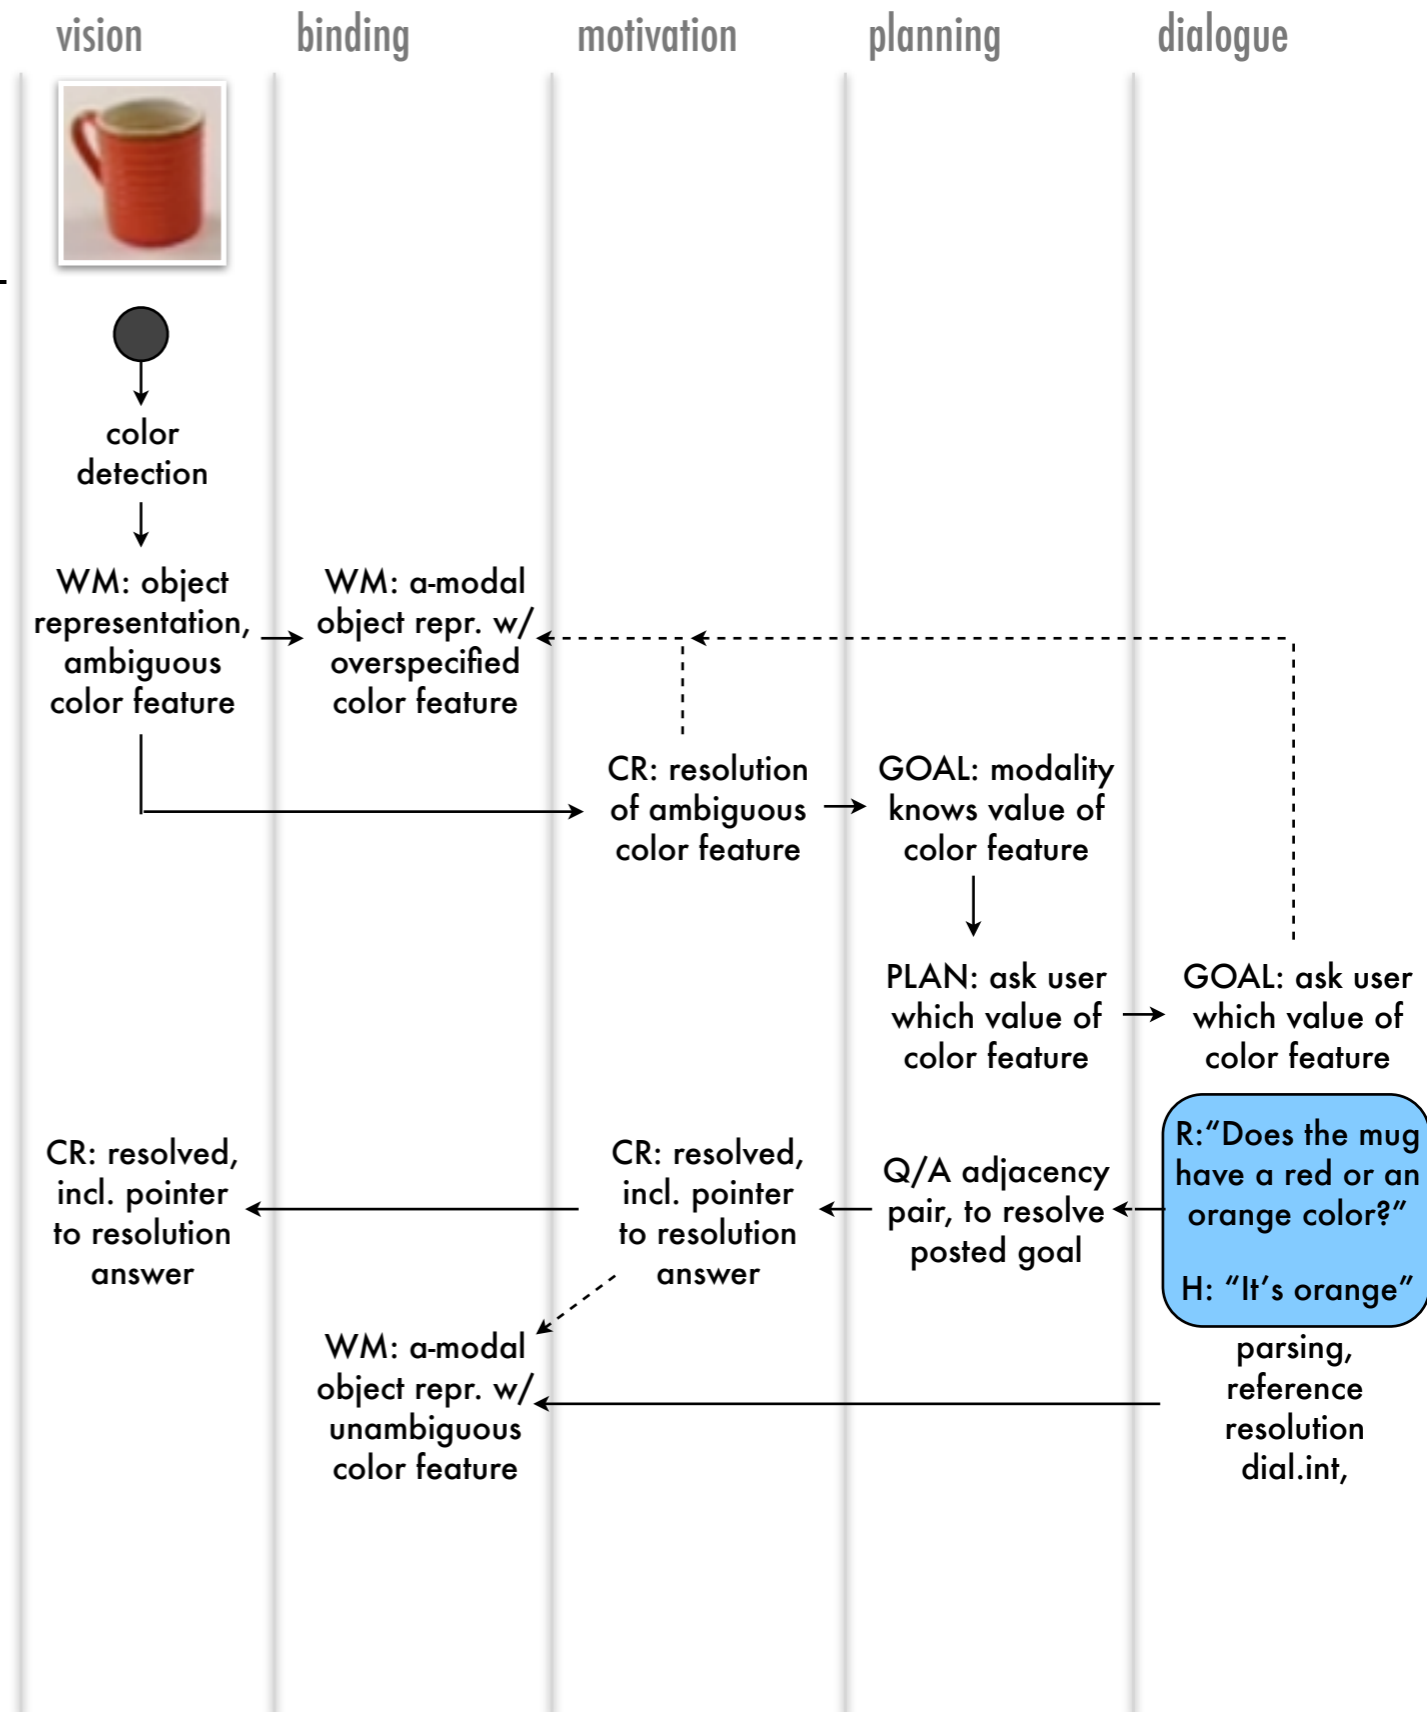 vision
binding
motivation
planning
dialogue
color
detection
WM: object
representation,
ambiguous
color feature
WM: a-modal
object repr. w/
overspecified
color feature
CR: resolution
of ambiguous
color feature
GOAL: modality
knows value of
color feature
PLAN: ask user
which value of
color feature
GOAL: ask user
which value of
color feature
R:“Does the mug
have a red or an
orange color?”
H: “It’s orange”
Q/A adjacency
pair, to resolve
posted goal
CR: resolved,
incl. pointer
to resolution
answer
CR: resolved,
incl. pointer
to resolution
answer
WM: a-modal
object repr. w/
unambiguous
color feature
parsing,
reference
resolution
dial.int,